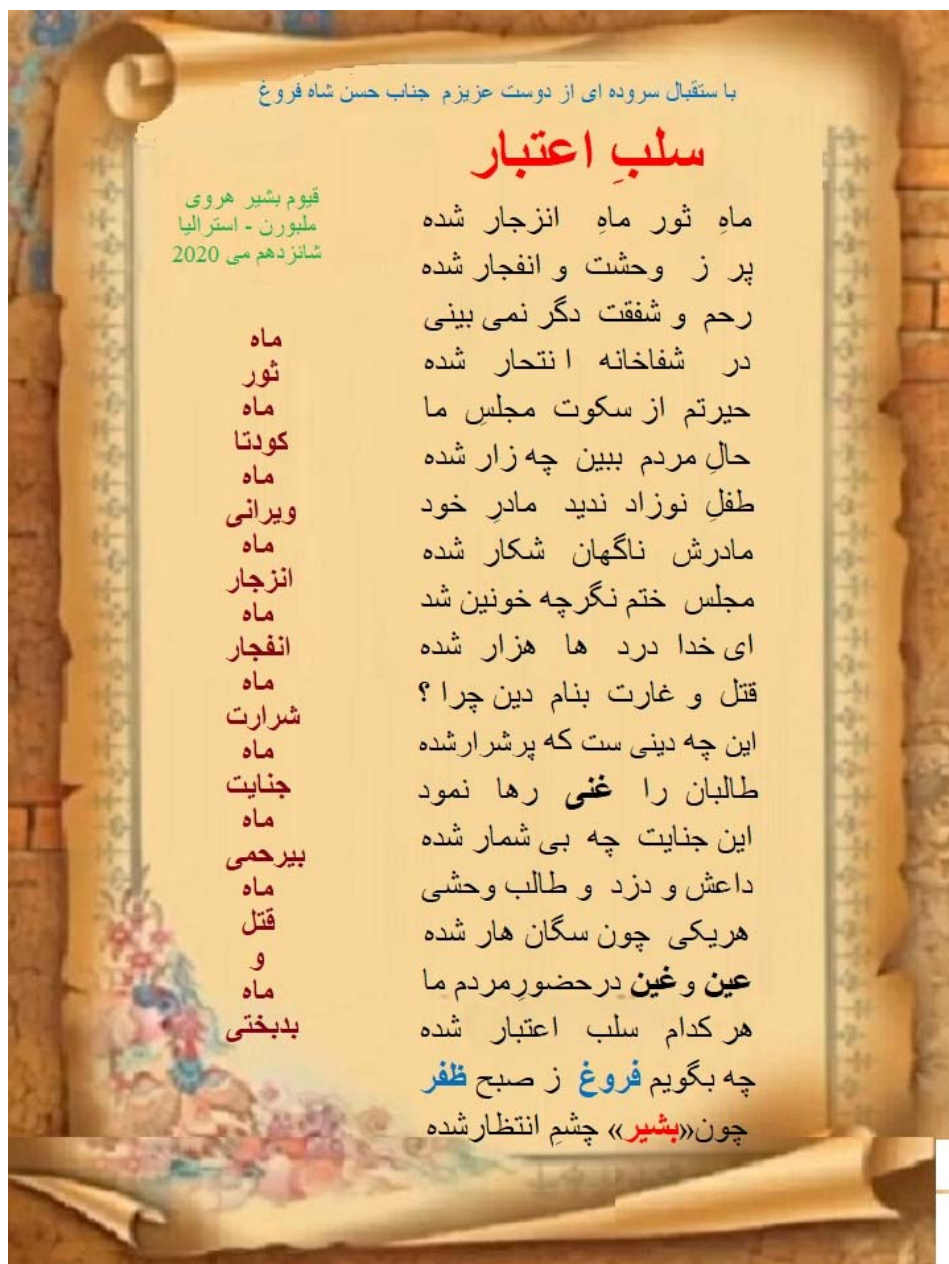 با ستقبال سروده ای از دوست عزیزم جناب حسن شاه فروغ
سلبِ اعتبار
ماهِ ثور ماهِ انزجار شده
پر ز وحشت و انفجار شده
رحم و شفقت دگر نمی بینی
در شفاخانه ا نتحار شده
حیرتم از سکوت مجلسِ ما
حالِ مردم ببین چه زار شده
طفلِ نوزاد ندید مادرِ خود
مادرش ناگهان شکار شده
مجلس ختم نگرچه خونین شد
ای خدا درد ها هزار شده
قتل و غارت بنام دین چرا ؟
این چه دینی ست که پرشرارشده
طالبان را غنی رها نمود
این جنایت چه بی شمار شده
داعش و دزد و طالب وحشی
هریکی چون سگان هار شده
عین و غین در حضورِمردم ما
هر کدام سلب اعتبار شده
چه بگویم فروغ ز صبح ظفر
چون«بشیر» چشمِ انتظارشده
قیوم بشیر هروی
ملبورن - استرالیا
شانزدهم می 2020
ماه
ثور
ماه
کودتا
ماه
ویرانی
ماه
انزجار
ماه
انفجار
ماه
شرارت
ماه
جنایت
ماه
بیرحمی
ماه
قتل
و
ماه
بدبختی